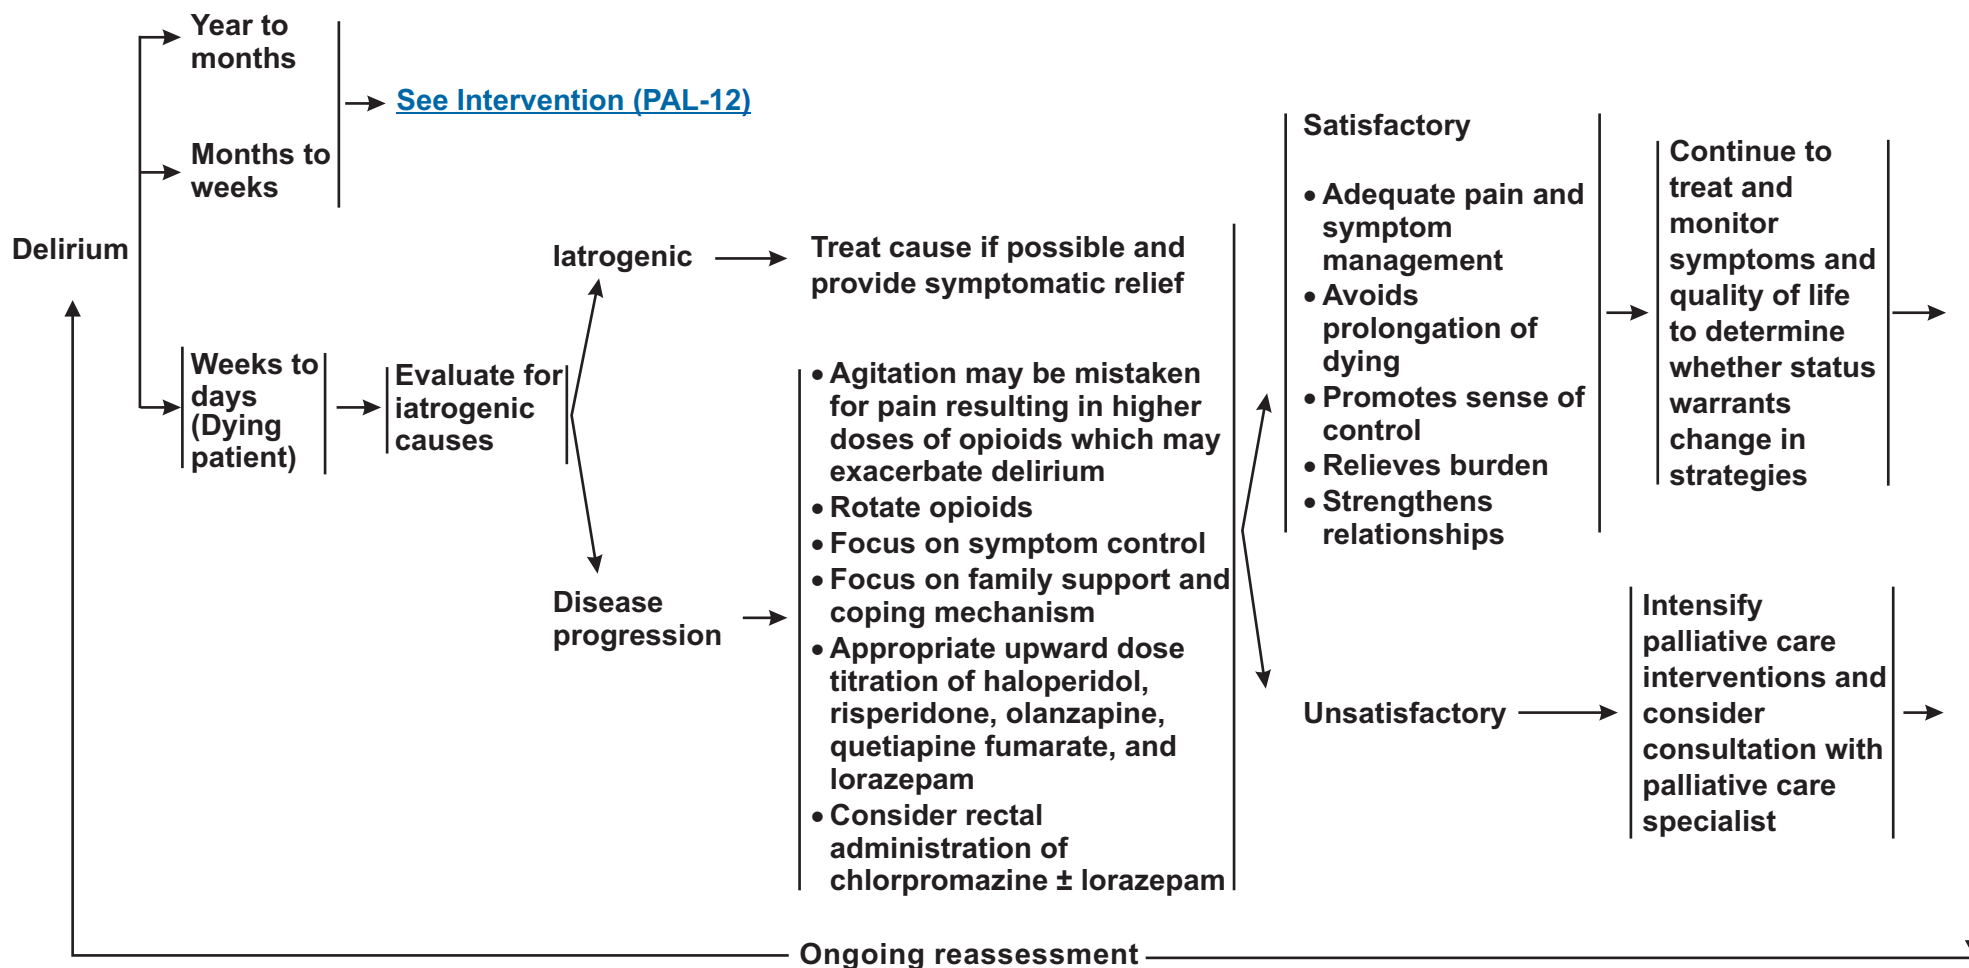 Delirium
Year to
months
Months to
weeks
See Intervention (PAL-12)
Weeks to
days
(Dying
patient)
Evaluate for
iatrogenic
causes
Iatrogenic
Treat cause if possible and
provide symptomatic relief
Disease
progression
• Agitation may be mistaken
for pain resulting in higher
doses of opioids which may
exacerbate delirium
• Rotate opioids
• Focus on symptom control
• Focus on family support and
coping mechanism
• Appropriate upward dose
titration of haloperidol,
risperidone, olanzapine,
quetiapine fumarate, and
lorazepam
• Consider rectal
administration of
chlorpromazine ± lorazepam
Satisfactory
• Adequate pain and
symptom
management
• Avoids
prolongation of
dying
• Promotes sense of
control
• Relieves burden
• Strengthens
relationships
Continue to
treat and
monitor
symptoms and
quality of life
to determine
whether status
warrants
change in
strategies
Unsatisfactory
Intensify
palliative care
interventions and
consider
consultation with
palliative care
specialist
Ongoing reassessment